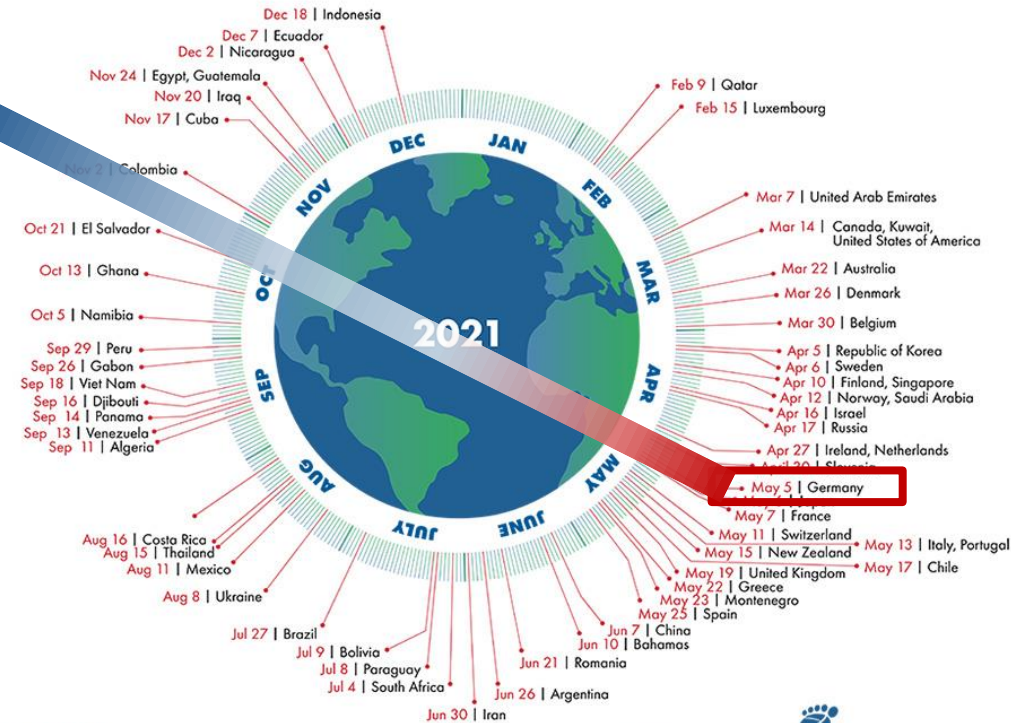 Dec 18 | Indonesia
Dec 7 | Ecuador
Dec 2 | Nicaragua
Nov 24 | Egypt, Guatemala
Nov 20 | Iraq
Nov 17 | Cuba
Nov 2 | Colombia
Oct 21 | El Salvador
Oct 13 | Ghana
Oct 5 | Namibia
Sep 29 | Peru
Sep 26 | Gabon
Sep 18 | Viet Nam
Sep 16 | Djibouti
Sep 14 | Panama
Sep 13 | Venezuela
Sep 11 | Algeria
Aug 16 | Costa Rica
Aug 15 | Thailand
Aug 11 | Mexico
Aug 8 | Ukraine
Jul 27 | Brazil
Jul 9 | Bolivia
Jul 8 | Paraguay
Jul 4 | South Africa
Jun 30 | Iran
Feb 9 | Qatar
Feb 15 | Luxembourg
Mar 7 | United Arab Emirates
Mar 14 | Canada, Kuwait,
United States of America
Mar 22 | Australia
Mar 26 | Denmark
Mar 30 | Belgium
Apr 5 | Republic of Korea
Apr 6 | Sweden
Apr 10 | Finland, Singapore
Apr 12 | Norway, Saudi Arabia
Apr 16 | Israel
Apr 17 | Russia
Apr 27 | Ireland, Netherlands
April 30 | Slovenia
May 5 | Germany
May 7 | France
May 11 | Switzerland
May 13 | Italy, Portugal
May 15 | New Zealand
May 17 | Chile
May 19 | United Kingdom
May 22 | Greece
May 23 | Montenegro
May 25 | Spain
Jun 7 | China
Jun 10 | Bahamas
Jun 21 | Romania
Jun 26 | Argentina
JAN
FEB
MAR
APR
MAY
JUNE
JULY
AUG
SEP
OCT
NOV
DEC
2021